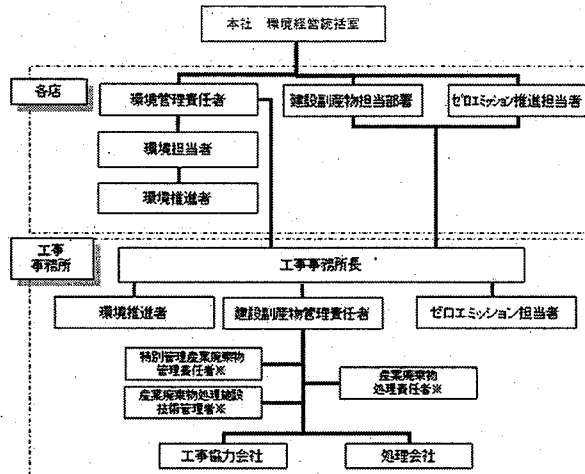 本社　環境経営統括室
各店
環境管理責任者
建設副産物担当部署
ゼロエミッション推進担当者
環境担当者
環境推進者
工事
事務所
工事事務所長
環境推進者
建設副産物管理責任者
ゼロエミッション担当者
特別管理産業廃棄物
管理責任者※
産業廃棄物
処理責任者※
産業廃棄物処理施設
技術管理者※
工事協力会社
処理会社